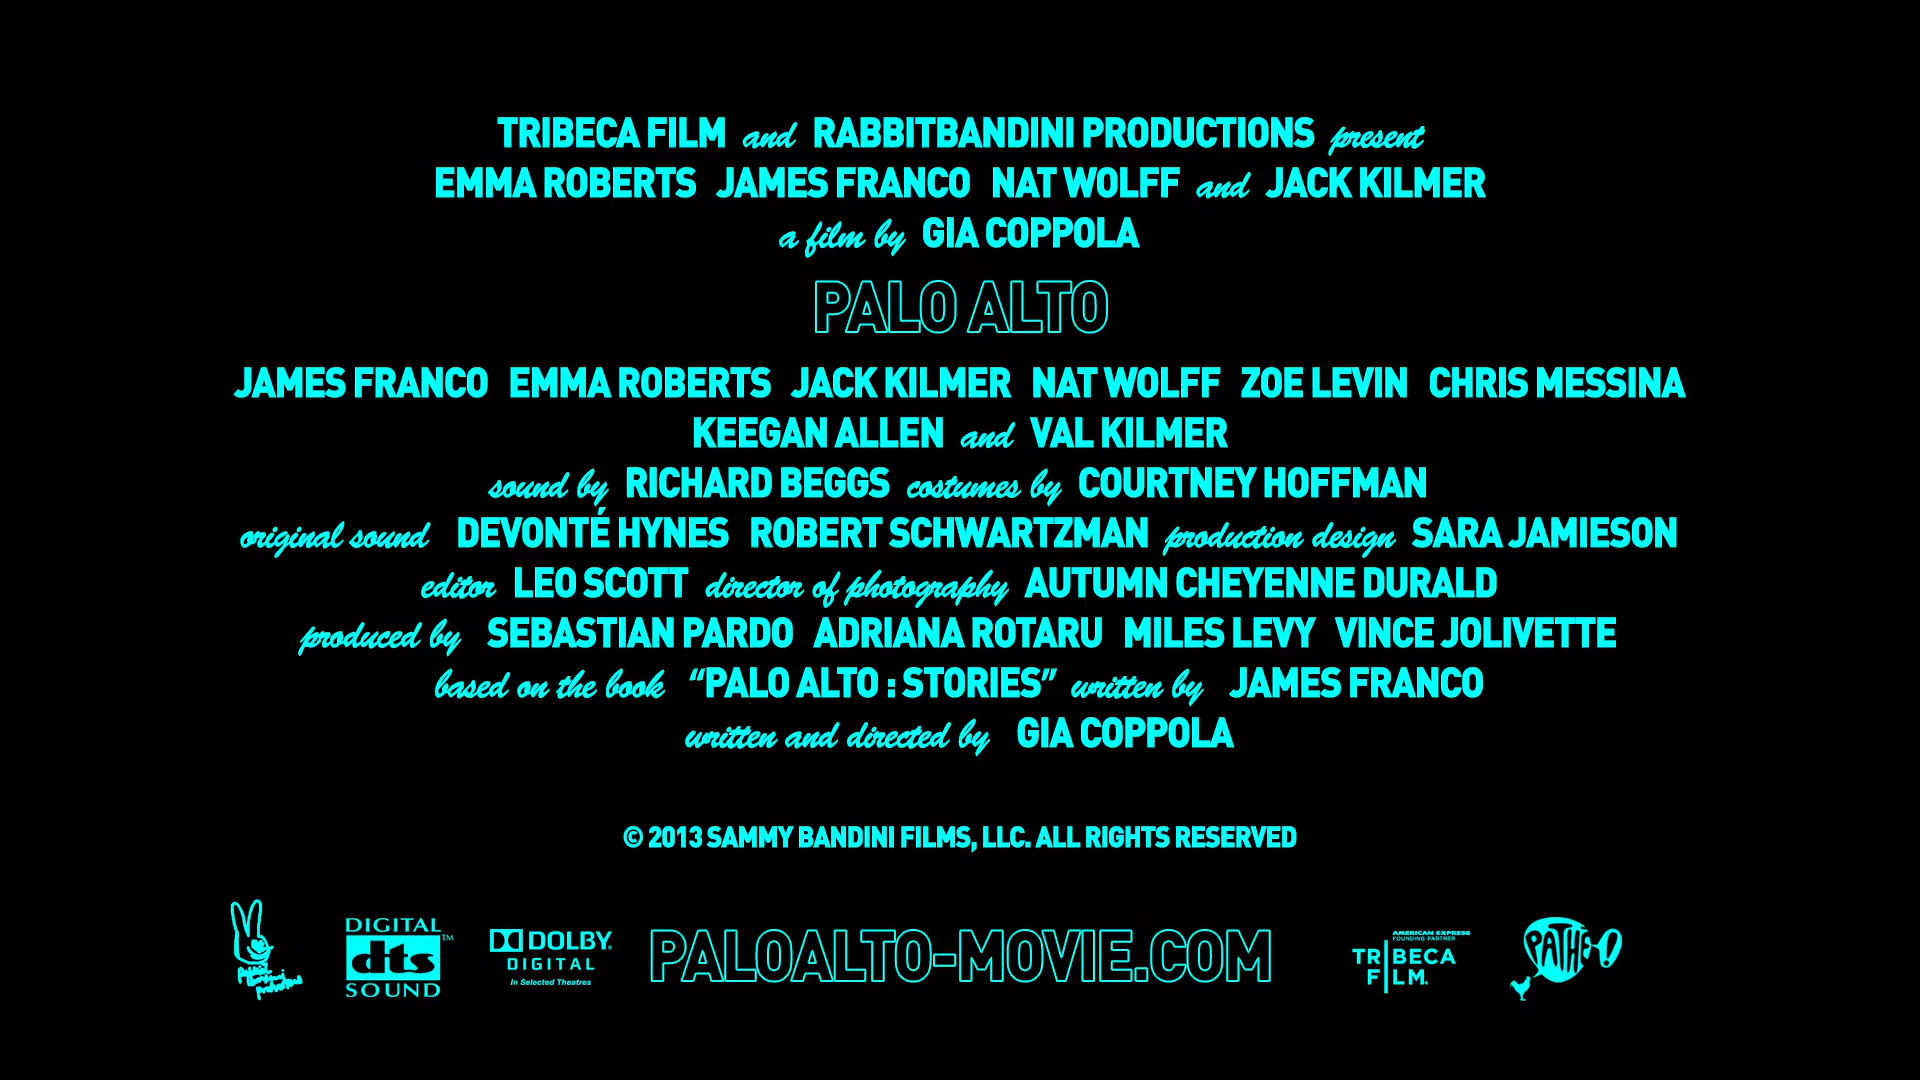 TRIBECA FILM and RABBITBANDINI PRODUCTIONS present
EMMA ROBERTS JAMES FRANCO NAT WOLFF and JACK KILMER
a film by GIA COPPOLA
PALO ALTO
JAMES FRANCO EMMA ROBERTS JACK KILMER NAT WOLFF ZOE LEVIN CHRIS MESSINA
KEEGAN ALLEN and VAL KILMER
sound by RICHARD BEGGS costumes by COURTNEY HOFFMAN
original sound DEVONTÉ HYNES ROBERT SCHWARTZMAN production design SARA JAMIESON
editor LEO SCOTT director of photography AUTUMN CHEYENNE DURALD
produced by SEBASTIAN PARDO ADRIANA ROTARU MILES LEVY VINCE JOLIVETTE
based on the book “PALO ALTO : STORIES” written by JAMES FRANCO
written and directed by GIA COPPOLA
© 2013 SAMMY BANDINI FILMS, LLC. ALL RIGHTS RESERVED
DIGITAL
dts™
SOUND
DOLBY®
DIGITAL
In Selected Theatres
PALOALTO-MOVIE.COM
AMERICAN EXPRESS
FOUNDING PARTNER
TRIBECA
FILM.
PATHE!